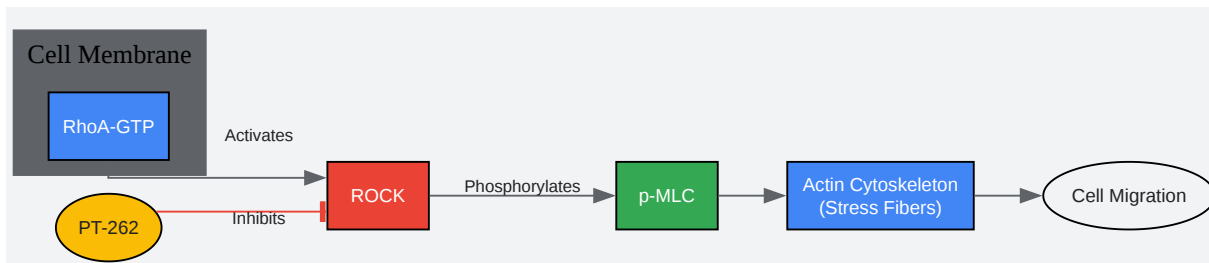 Cell Membrane
RhoA-GTP
Activates
PT-262
Inhibits
ROCK
Phosphorylates
p-MLC
Actin Cytoskeleton
(Stress Fibers)
Cell Migration